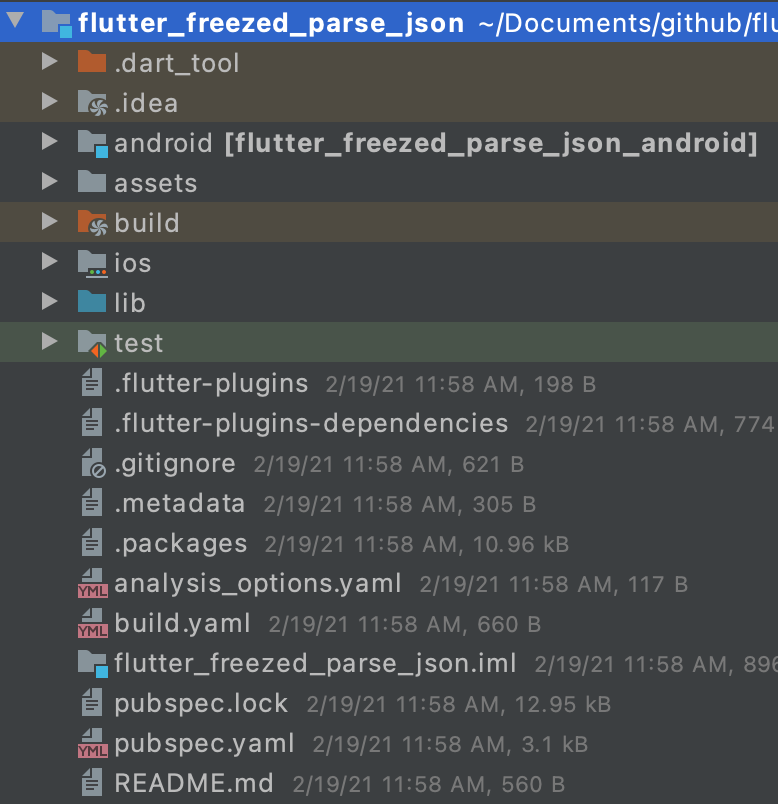 flutter_freezed_parse_json ~/Documents/github/flu
.dart_tool
.idea
android [flutter_freezed_parse_json_android]
assets
build
ios
lib
test
.flutter-plugins 2/19/21 11:58 AM, 198 B
.flutter-plugins-dependencies 2/19/21 11:58 AM, 774
.gitignore 2/19/21 11:58 AM, 621 B
.metadata 2/19/21 11:58 AM, 305 B
.packages 2/19/21 11:58 AM, 10.96 kB
YML analysis_options.yaml 2/19/21 11:58 AM, 117 B
YML build.yaml 2/19/21 11:58 AM, 660 B
flutter_freezed_parse_json.iml 2/19/21 11:58 AM, 896
pubspec.lock 2/19/21 11:58 AM, 12.95 kB
YML pubspec.yaml 2/19/21 11:58 AM, 3.1 kB
README.md 2/19/21 11:58 AM, 560 B